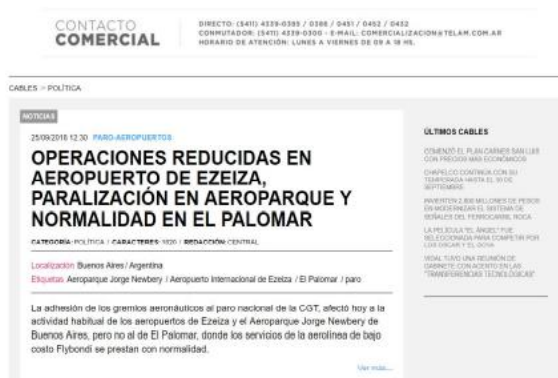 CONTACTO
COMERCIAL
DIRECTO: (5411) 4339-0395 / 0386 / 0451 / 0452 / 0432
CONMUTADOR: (5411) 4339-0300 - E-MAIL: COMERCIALIZACION@TELAM.COM.AR
HORARIO DE ATENCIÓN: LUNES A VIERNES DE 09 A 18 HS.
CABLES > POLÍTICA
NOTICIAS
25/09/2018 12:30 PARO-AEROPUERTOS
OPERACIONES REDUCIDAS EN
AEROPUERTO DE EZEIZA,
PARALIZACIÓN EN AEROPARQUE Y
NORMALIDAD EN EL PALOMAR
CATEGORÍA: POLÍTICA / CARACTERES: / REDACCIÓN: CENTRAL
Localización Buenos Aires / Argentina
Etiquetas Aeroparque Jorge Newbery / Aeropuerto Internacional de Ezeiza / El Palomar / paro
La adhesión de los gremios aeronáuticos al paro nacional de la CGT, afectó hoy a la
actividad habitual de los aeropuertos de Ezeiza y el Aeroparque Jorge Newbery de
Buenos Aires, pero no al de El Palomar, donde los servicios de la aerolínea de bajo
costo Flybondi se prestan con normalidad.
Ver más...
ÚLTIMOS CABLES
COMENZÓ EL PLAN CARNES SAN LUIS
CON PRECIOS MÁS ECONÓMICOS
CHAPELCO CONTINÚA CON SU
TEMPORADA HASTA EL 30 DE
SEPTIEMBRE
INVIERTEN 2.800 MILLONES DE PESOS
EN MODERNIZAR EL SISTEMA DE
SEÑALES DEL FERROCARRIL ROCA
LA PELÍCULA "EL ÁNGEL" FUE
SELECCIONADA PARA COMPETIR POR
LOS OSCAR Y EL GOYA
VIDAL TUVO UNA REUNIÓN DE
GABINETE CON ACENTO EN LAS
"TRANSFERENCIAS TECNOLÓGICAS"